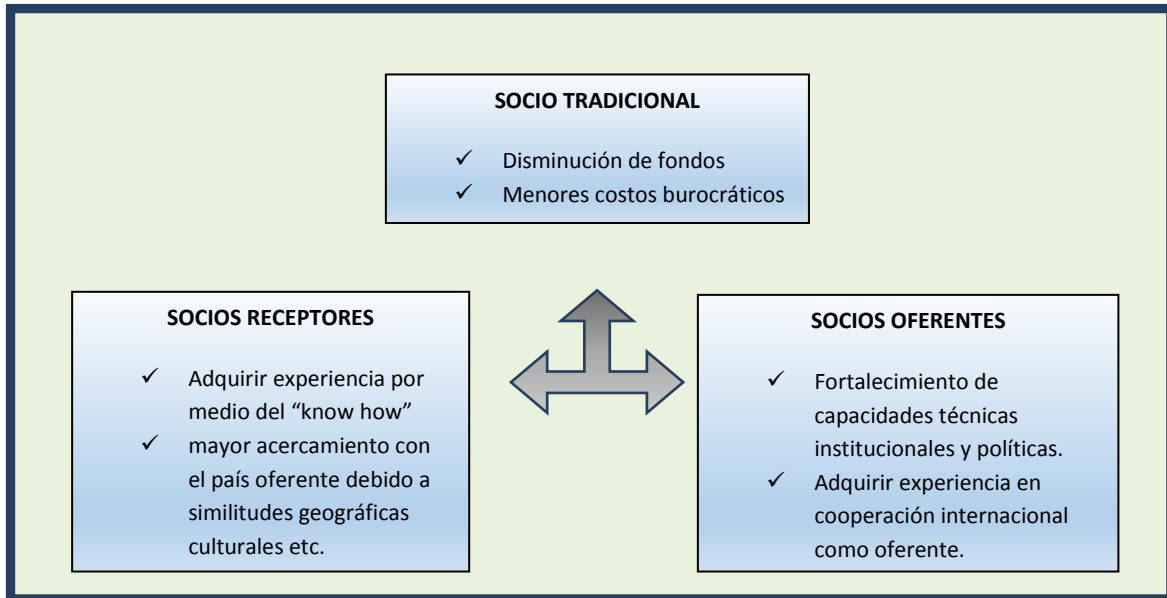 SOCIO TRADICIONAL
✓ Disminución de fondos
✓ Menores costos burocráticos
SOCIOS RECEPTORES
✓ Adquirir experiencia por
medio del “know how”
✓ mayor acercamiento con
el país oferente debido a
similitudes geográficas
culturales etc.
SOCIOS OFERENTES
✓ Fortalecimiento de
capacidades técnicas
institucionales y políticas.
✓ Adquirir experiencia en
cooperación internacional
como oferente.